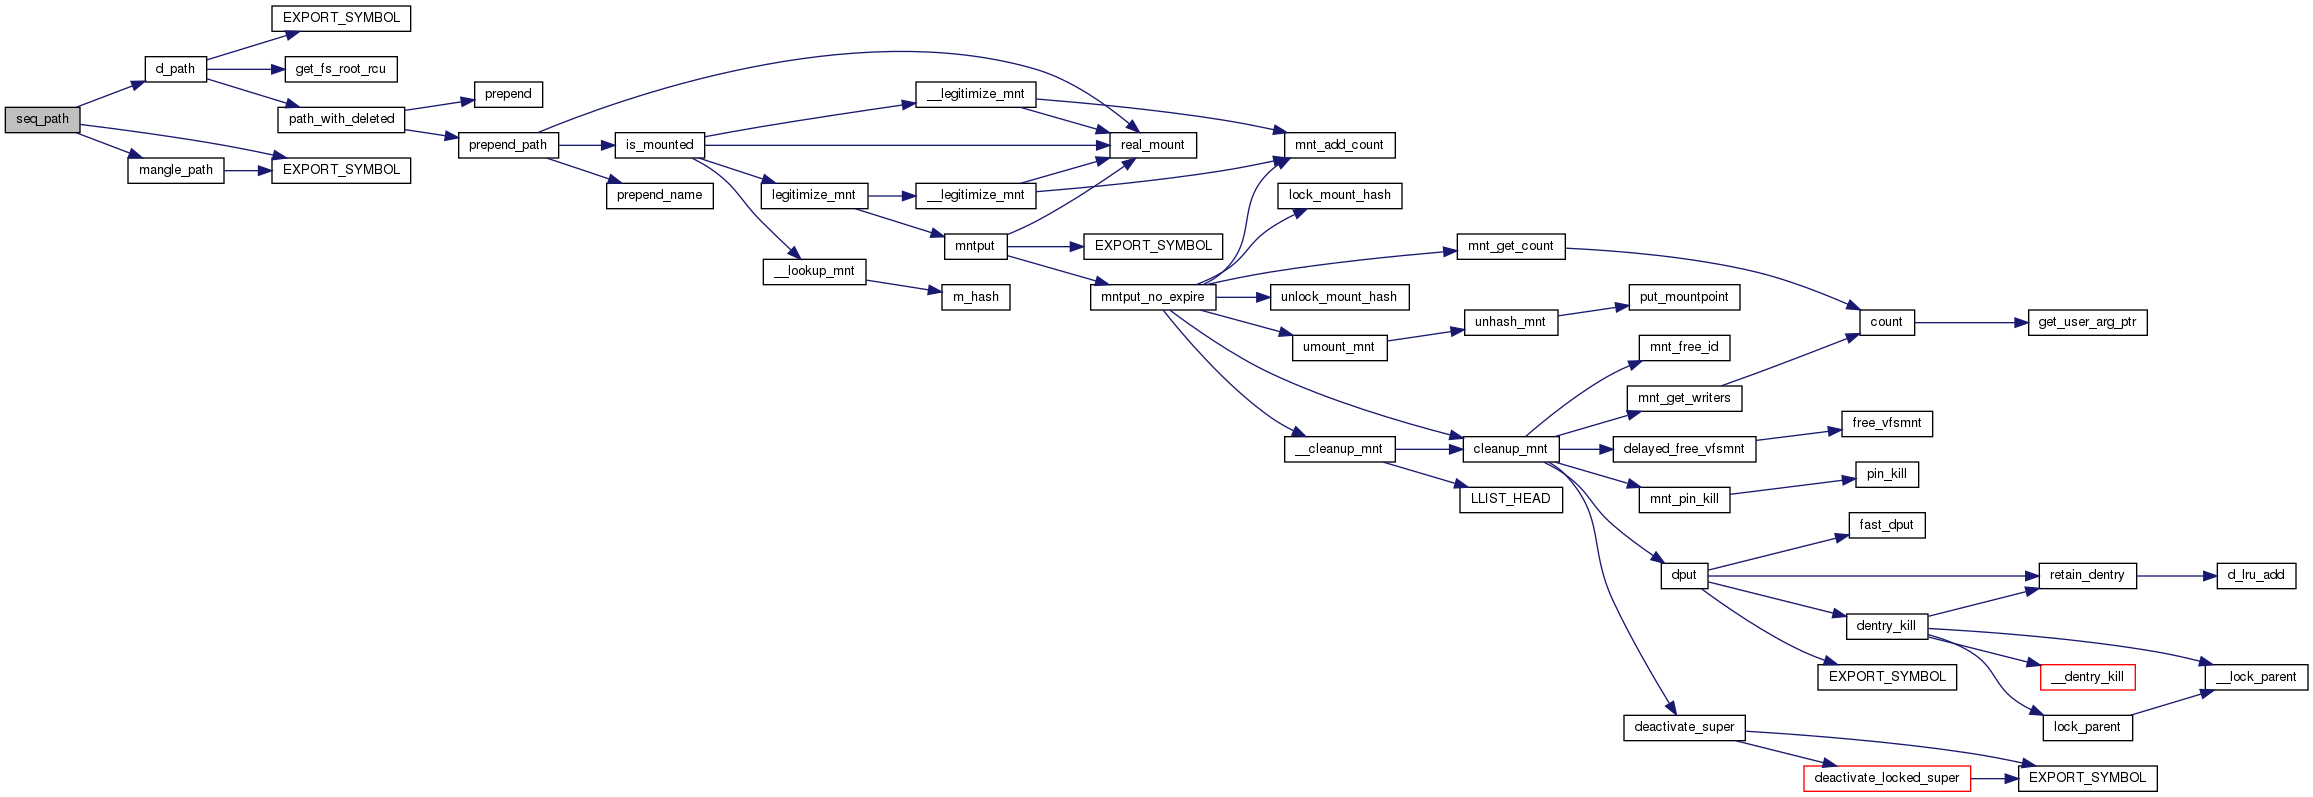 EXPORT_SYMBOL
d_path
get_fs_root_rcu
prepend
__legitimize_mnt
seq_path
path_with_deleted
prepend_path
is_mounted
real_mount
mnt_add_count
mangle_path
EXPORT_SYMBOL
prepend_name
legitimize_mnt
__legitimize_mnt
lock_mount_hash
mntput
EXPORT_SYMBOL
mnt_get_count
__lookup_mnt
m_hash
mntput_no_expire
unlock_mount_hash
put_mountpoint
unhash_mnt
count
get_user_arg_ptr
umount_mnt
mnt_free_id
mnt_get_writers
free_vfsmnt
__cleanup_mnt
cleanup_mnt
delayed_free_vfsmnt
pin_kill
LLIST_HEAD
mnt_pin_kill
fast_dput
dput
retain_dentry
d_lru_add
dentry_kill
EXPORT_SYMBOL
__dentry_kill
__lock_parent
deactivate_super
lock_parent
deactivate_locked_super
EXPORT_SYMBOL